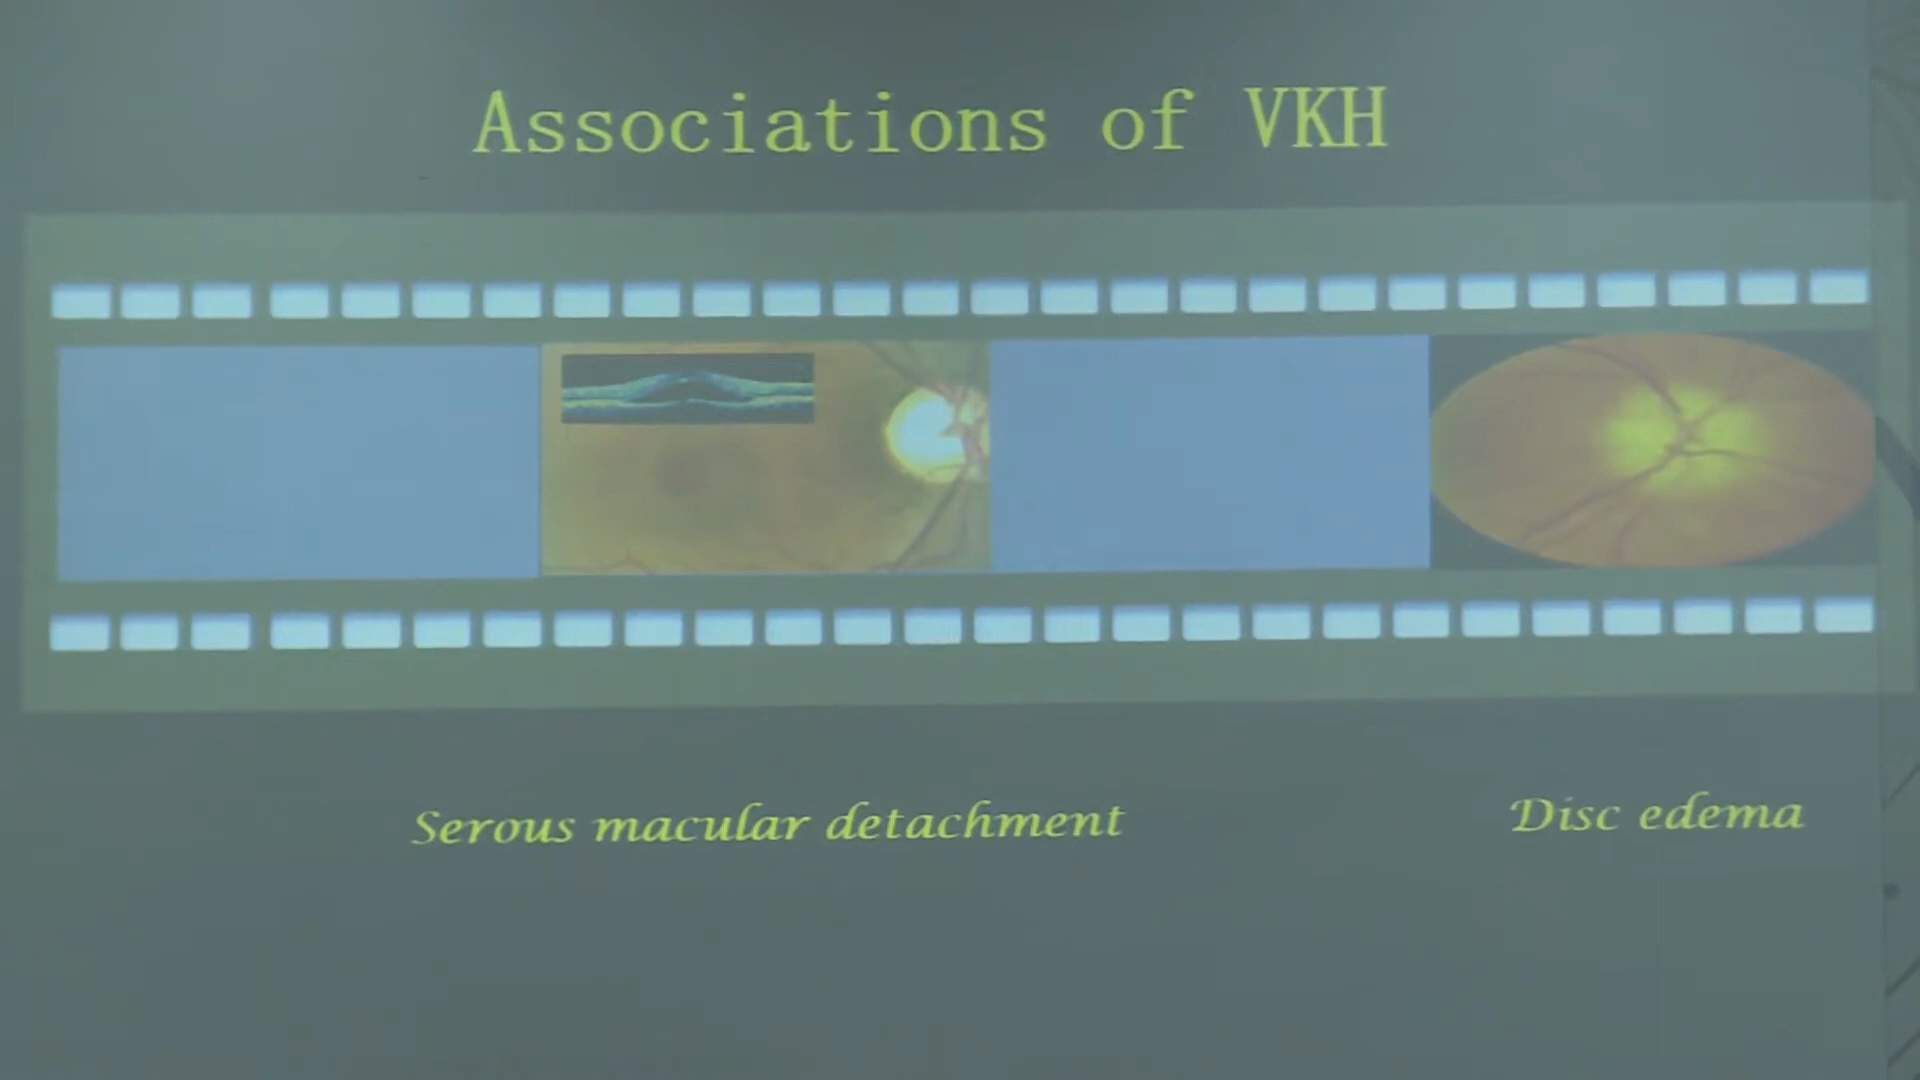 Associations of VKH
Serous macular detachment
Disc edema